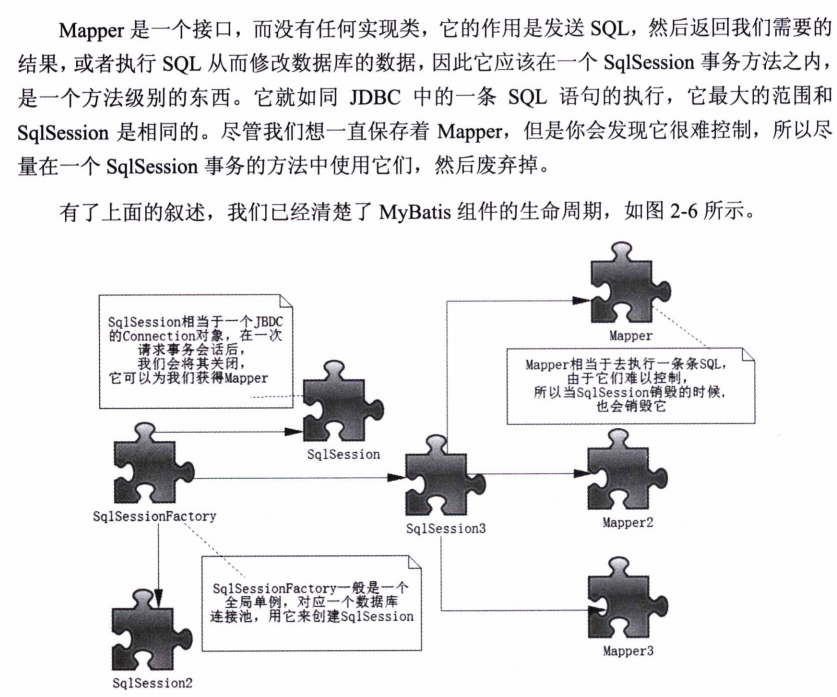 Mapper 是一个接口，而没有任何实现类，它的作用是发送 SQL，然后返回我们需要的
结果，或者执行 SQL 从而修改数据库的数据，因此它应该在一个 SqlSession 事务方法之内，
是一个方法级别的东西。它就如同 JDBC 中的一条 SQL 语句的执行，它最大的范围和
SqlSession 是相同的。尽管我们想一直保存着 Mapper，但是你会发现它很难控制，所以尽
量在一个 SqlSession 事务的方法中使用它们，然后废弃掉。
有了上面的叙述，我们已经清楚了 MyBatis 组件的生命周期，如图 2-6 所示。
SqlSession相当于一个JBDC
的Connection对象，在一次
请求事务会话后，
我们会将其关闭，
它可以为我们获得Mapper
Mapper
Mapper相当于去执行一条条SQL，
由于它们难以控制，
所以当SqlSession销毁的时候，
也会销毁它
SqlSession
SqlSessionFactory
SqlSession3
Mapper2
SqlSessionFactory一般是一个
全局单例，对应一个数据库
连接池，用它来创建SqlSession
SqlSession2
Mapper3